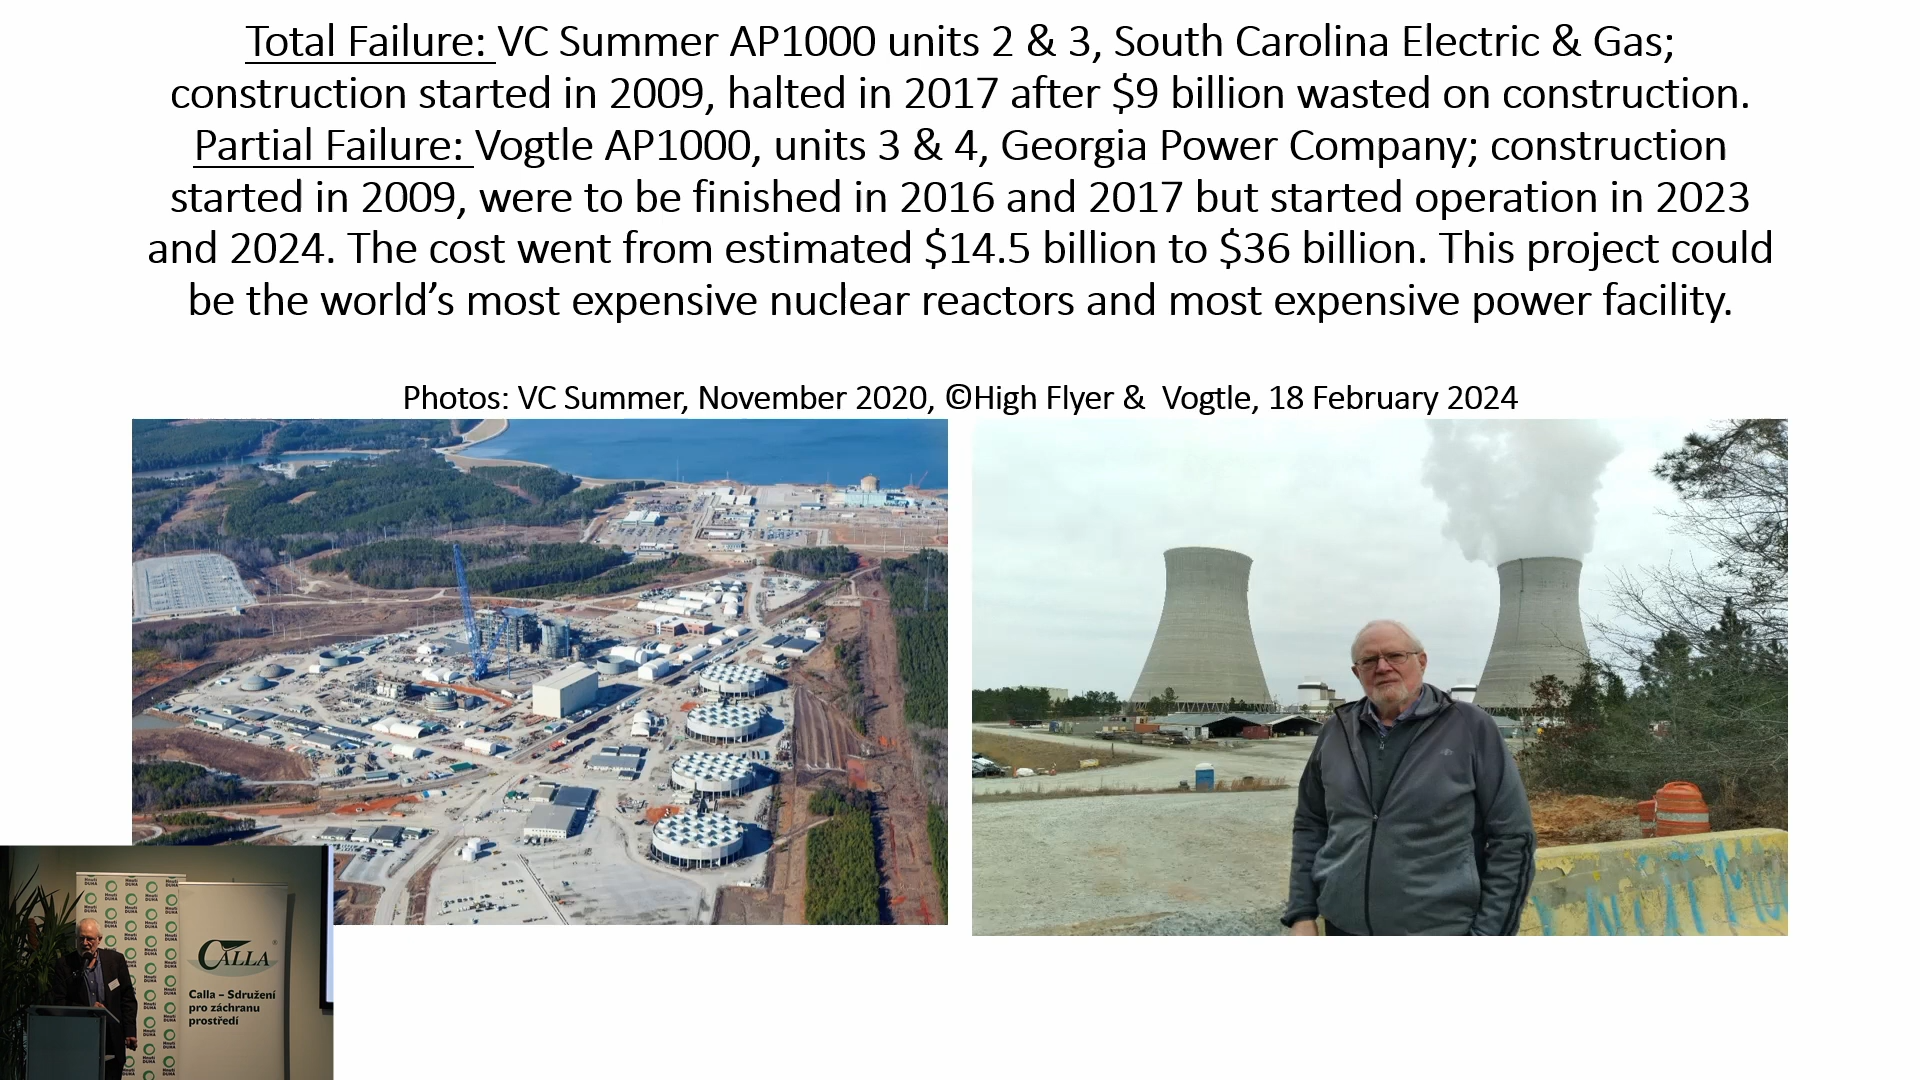 Total Failure: VC Summer AP1000 units 2 & 3, South Carolina Electric & Gas;
construction started in 2009, halted in 2017 after $9 billion wasted on construction.
Partial Failure: Vogtle AP1000, units 3 & 4, Georgia Power Company; construction
started in 2009, were to be finished in 2016 and 2017 but started operation in 2023
and 2024. The cost went from estimated $14.5 billion to $36 billion. This project could
be the world’s most expensive nuclear reactors and most expensive power facility.
Photos: VC Summer, November 2020, ©High Flyer & Vogtle, 18 February 2024
Hnutí DUHA
CALLA
Calla – Sdružení
pro záchranu
prostředí